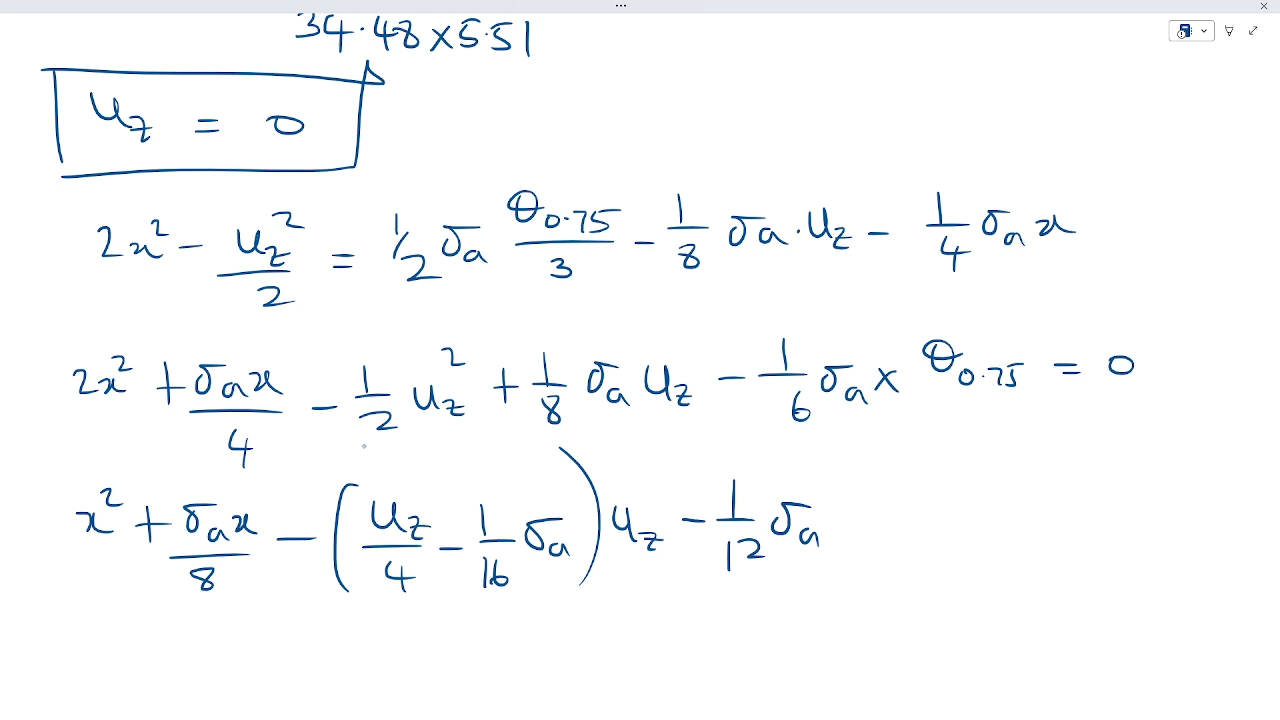 34.48×5.51
u_z = 0
2x² - u_z²/2 = 1/2 σ_a θ_0.75/3 - 1/8 σ_a · u_z - 1/4 σ_a x
2x² + σ_a x/4 - 1/2 u_z² + 1/8 σ_a u_z - 1/6 σ_a × θ_0.75 = 0
x² + σ_a x/8 - (u_z/4 - 1/16 σ_a) u_z - 1/12 σ_a